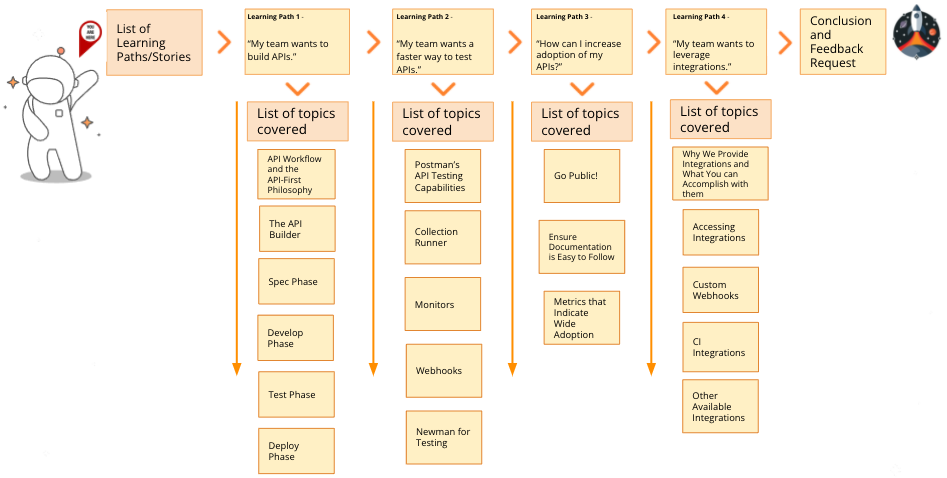 YOU
ARE
HERE
List of
Learning
Paths/Stories
Learning Path 1 -
“My team wants to
build APIs.”
Learning Path 2 -
“My team wants a
faster way to test
APIs.”
Learning Path 3 -
“How can I increase
adoption of my
APIs?”
Learning Path 4 -
“My team wants to
leverage
integrations.”
Conclusion
and
Feedback
Request
List of topics
covered
API Workflow
and the
API-First
Philosophy
The API
Builder
Spec Phase
Develop
Phase
Test Phase
Deploy
Phase
List of topics
covered
Postman’s
API Testing
Capabilities
Collection
Runner
Monitors
Webhooks
Newman for
Testing
List of topics
covered
Go Public!
Ensure
Documentation
is Easy to Follow
Metrics that
Indicate
Wide
Adoption
List of topics
covered
Why We Provide
Integrations and
What You can
Accomplish with
them
Accessing
Integrations
Custom
Webhooks
CI
Integrations
Other
Available
Integrations